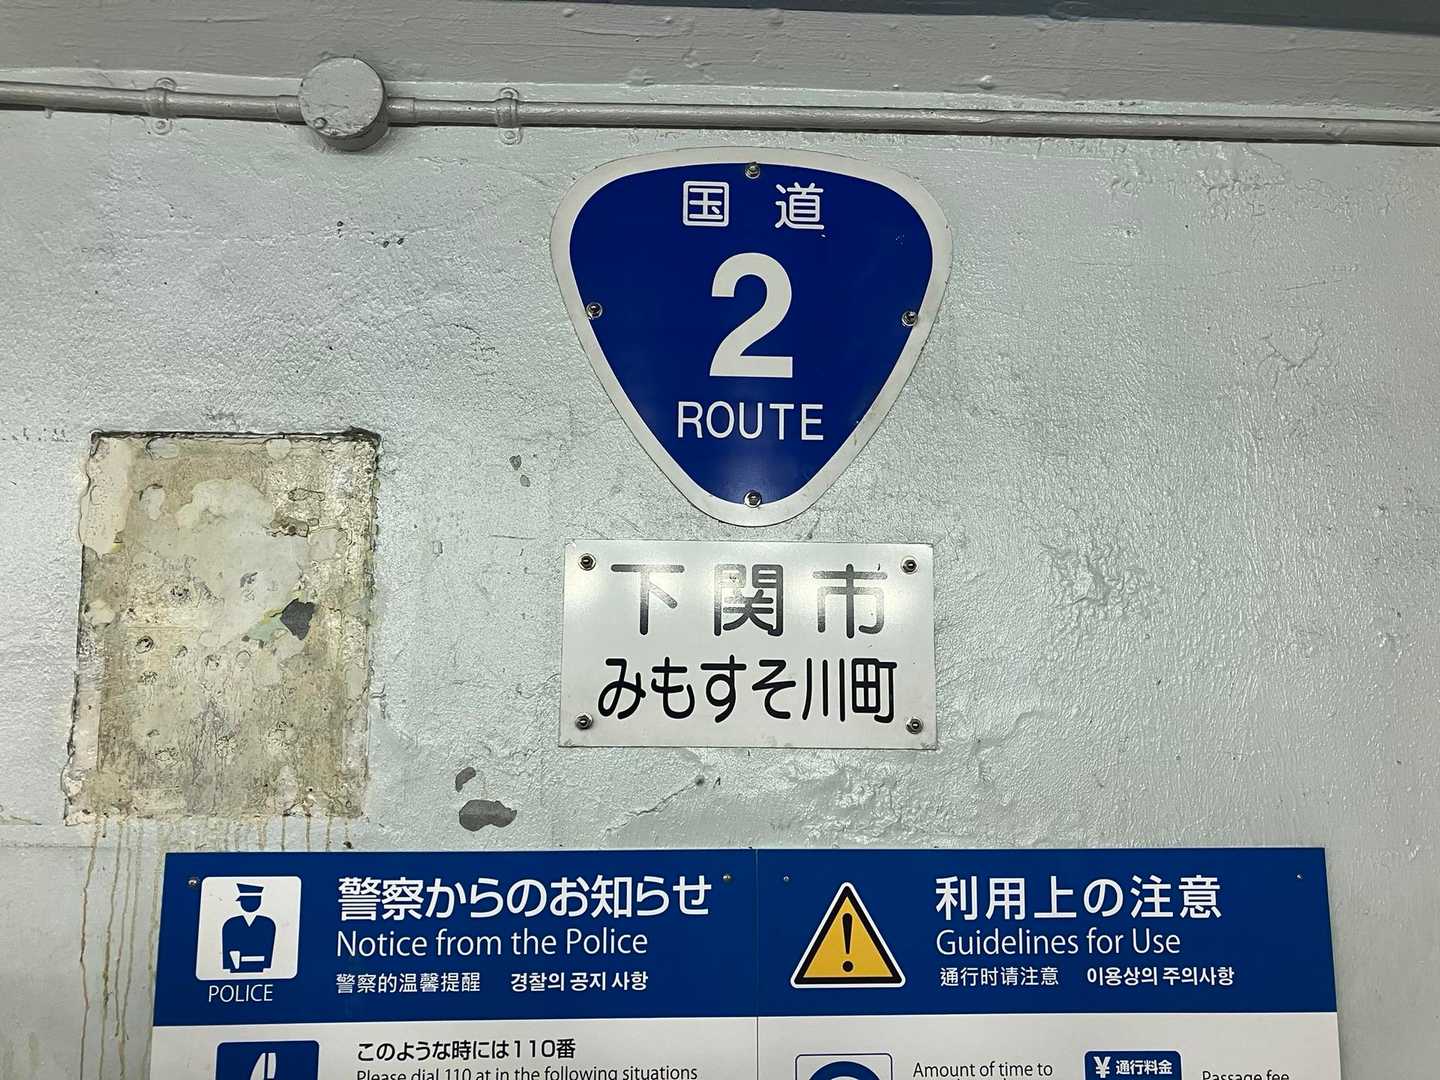 国道
2
ROUTE
下関市
みもすそ川町
警察からのお知らせ
Notice from the Police
警察的温馨提醒 경찰의 공지 사항
POLICE
利用上の注意
Guidelines for Use
通行时请注意 이용상의 주의사항
このような時には110番
Please dial 110 at in the following situations
Amount of time to
¥ 通行料金
Passage fee